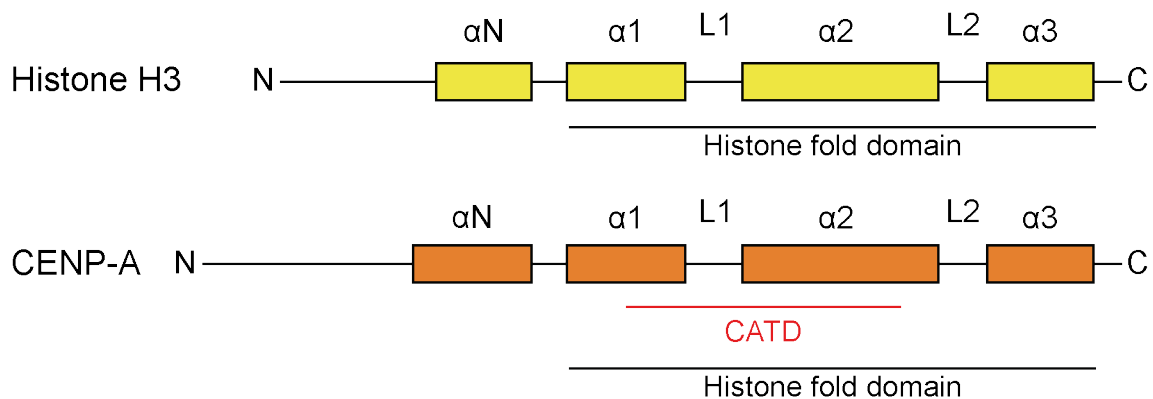 αN α1 L1 α2 L2 α3
Histone H3 N C
Histone fold domain
αN α1 L1 α2 L2 α3
CENP-A N C
CATD
Histone fold domain